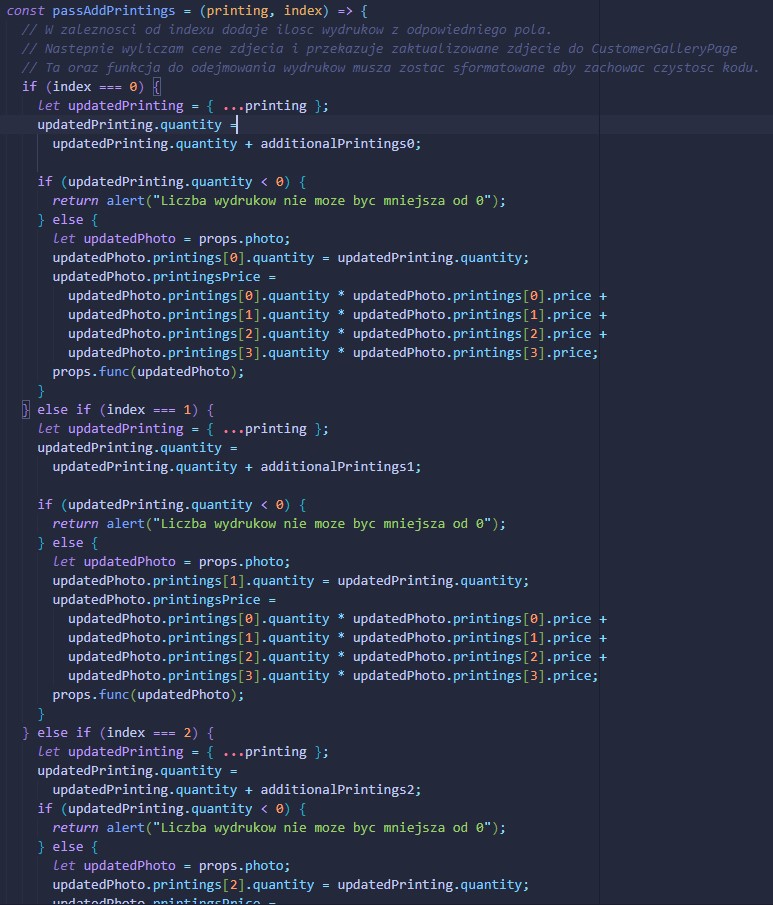 const passAddPrintings = (printing, index) => {
// W zaleznosci od indexu dodaje ilosc wydrukow z odpowiedniego pola.
// Nastepnie wyliczam cene zdjecia i przekazuje zaktualizowane zdjecie do CustomerGalleryPage
// Ta oraz funkcja do odejmowania wydrukow musza zostac sformatowane aby zachowac czystosc kodu.
if (index === 0) {
let updatedPrinting = { ...printing };
updatedPrinting.quantity =
updatedPrinting.quantity + additionalPrintings0;
if (updatedPrinting.quantity < 0) {
return alert("Liczba wydrukow nie moze byc mniejsza od 0");
} else {
let updatedPhoto = props.photo;
updatedPhoto.printings[0].quantity = updatedPrinting.quantity;
updatedPhoto.printingsPrice =
updatedPhoto.printings[0].quantity * updatedPhoto.printings[0].price +
updatedPhoto.printings[1].quantity * updatedPhoto.printings[1].price +
updatedPhoto.printings[2].quantity * updatedPhoto.printings[2].price +
updatedPhoto.printings[3].quantity * updatedPhoto.printings[3].price;
props.func(updatedPhoto);
}
} else if (index === 1) {
let updatedPrinting = { ...printing };
updatedPrinting.quantity =
updatedPrinting.quantity + additionalPrintings1;
if (updatedPrinting.quantity < 0) {
return alert("Liczba wydrukow nie moze byc mniejsza od 0");
} else {
let updatedPhoto = props.photo;
updatedPhoto.printings[1].quantity = updatedPrinting.quantity;
updatedPhoto.printingsPrice =
updatedPhoto.printings[0].quantity * updatedPhoto.printings[0].price +
updatedPhoto.printings[1].quantity * updatedPhoto.printings[1].price +
updatedPhoto.printings[2].quantity * updatedPhoto.printings[2].price +
updatedPhoto.printings[3].quantity * updatedPhoto.printings[3].price;
props.func(updatedPhoto);
}
} else if (index === 2) {
let updatedPrinting = { ...printing };
updatedPrinting.quantity =
updatedPrinting.quantity + additionalPrintings2;
if (updatedPrinting.quantity < 0) {
return alert("Liczba wydrukow nie moze byc mniejsza od 0");
} else {
let updatedPhoto = props.photo;
updatedPhoto.printings[2].quantity = updatedPrinting.quantity;
updatedPhoto.printingsPrice =